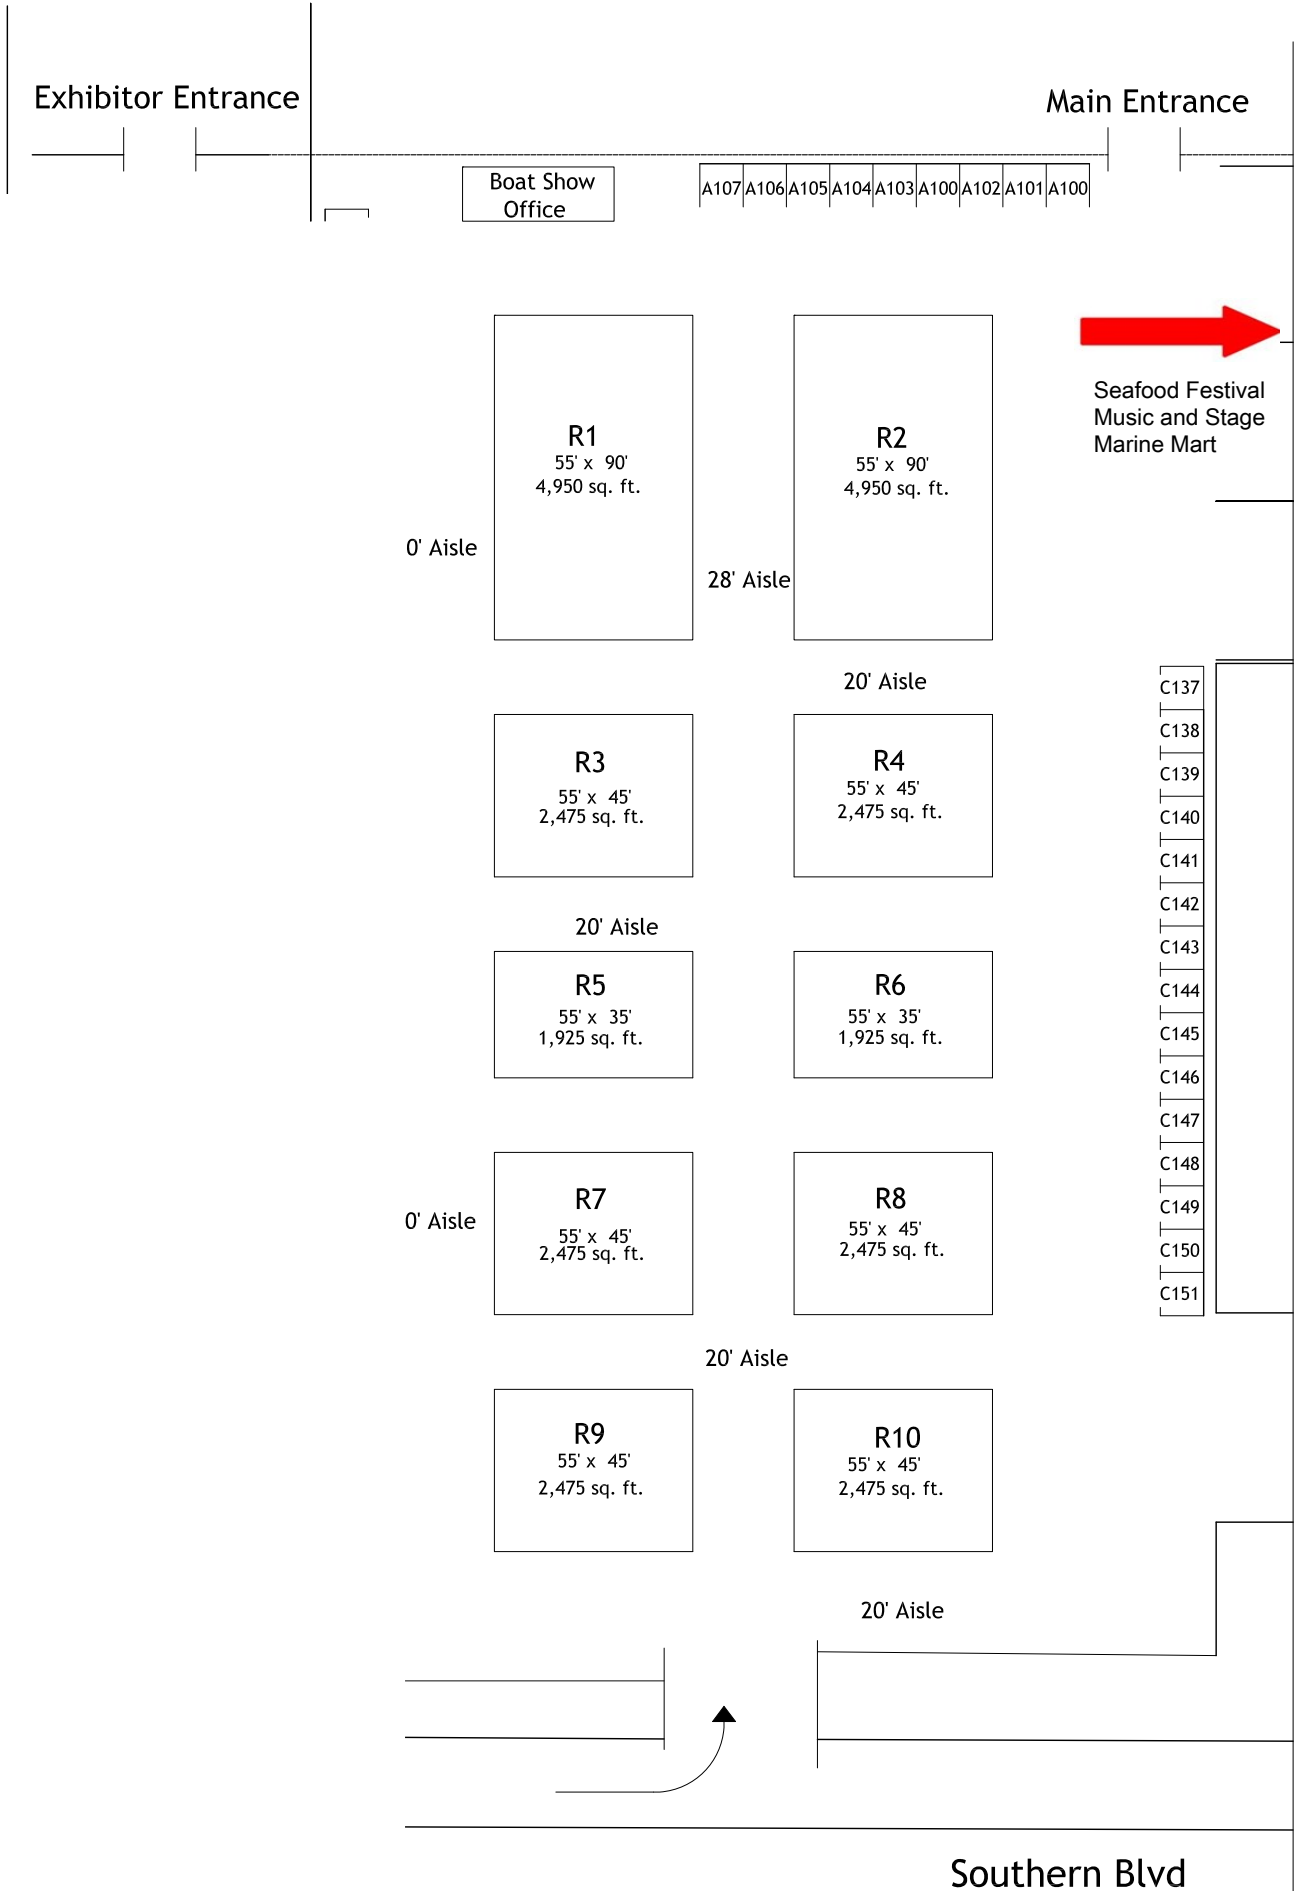 Exhibitor Entrance
Main Entrance
Boat Show
Office
A107 A106 A105 A104 A103 A100 A102 A101 A100
Seafood Festival
Music and Stage
Marine Mart
R1
55' x 90'
4,950 sq. ft.
R2
55' x 90'
4,950 sq. ft.
0' Aisle
28' Aisle
20' Aisle
R3
55' x 45'
2,475 sq. ft.
R4
55' x 45'
2,475 sq. ft.
20' Aisle
R5
55' x 35'
1,925 sq. ft.
R6
55' x 35'
1,925 sq. ft.
R7
55' x 45'
2,475 sq. ft.
R8
55' x 45'
2,475 sq. ft.
0' Aisle
20' Aisle
R9
55' x 45'
2,475 sq. ft.
R10
55' x 45'
2,475 sq. ft.
20' Aisle
C137
C138
C139
C140
C141
C142
C143
C144
C145
C146
C147
C148
C149
C150
C151
Southern Blvd